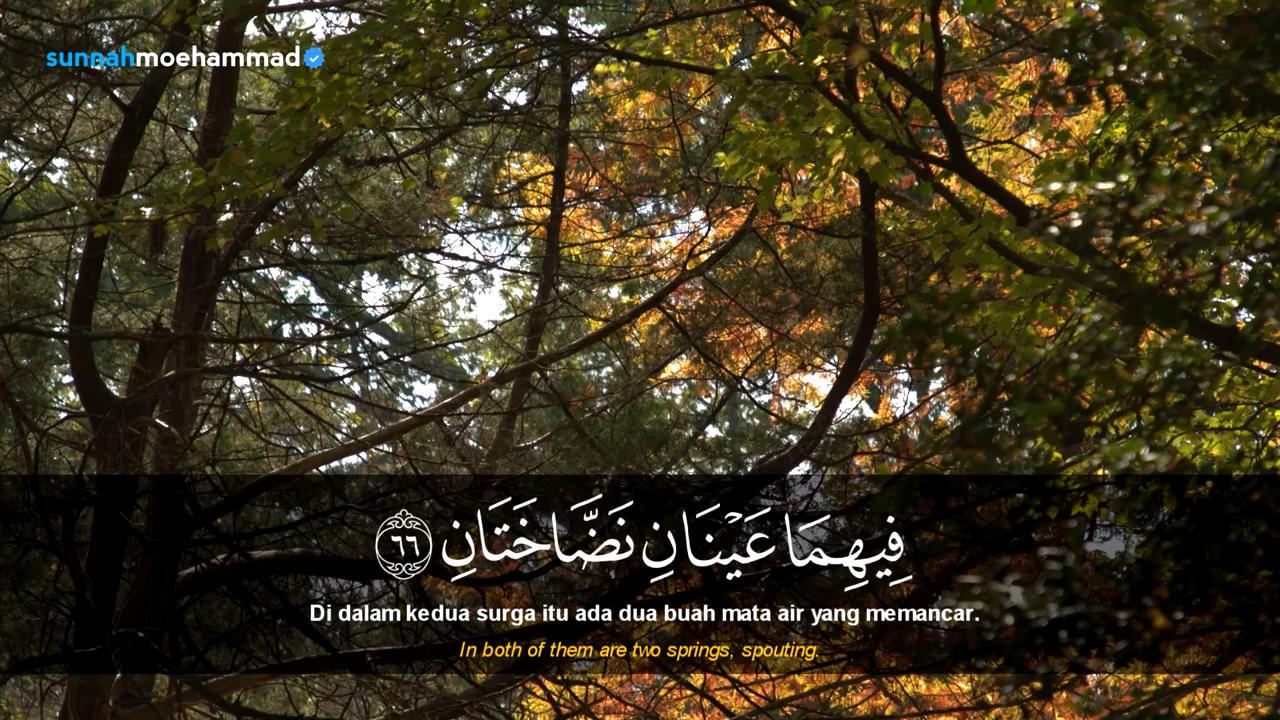 sunnahmoehammad
فِيهِمَا عَيْنَانِ نَضَّاخَتَانِ ٦٦
Di dalam kedua surga itu ada dua buah mata air yang memancar.
In both of them are two springs, spouting.